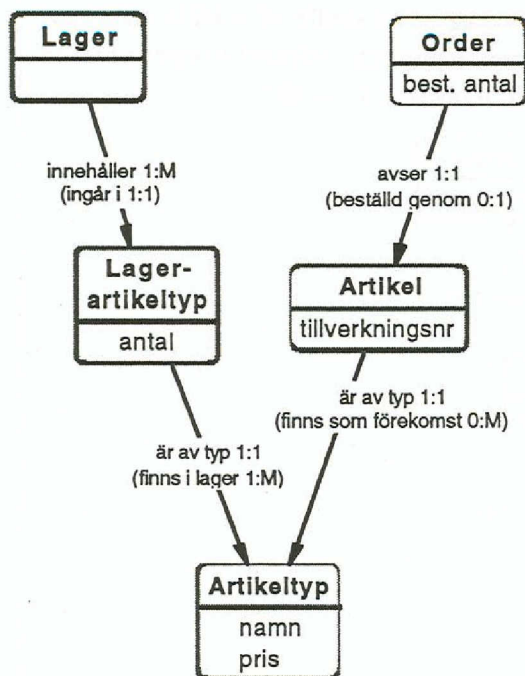 Lager
Order
best. antal
innehåller 1:M
(ingår i 1:1)
avser 1:1
(beställd genom 0:1)
Lager-
artikeltyp
antal
Artikel
tillverkningsnr
är av typ 1:1
(finns i lager 1:M)
är av typ 1:1
(finns som förekomst 0:M)
Artikeltyp
namn
pris